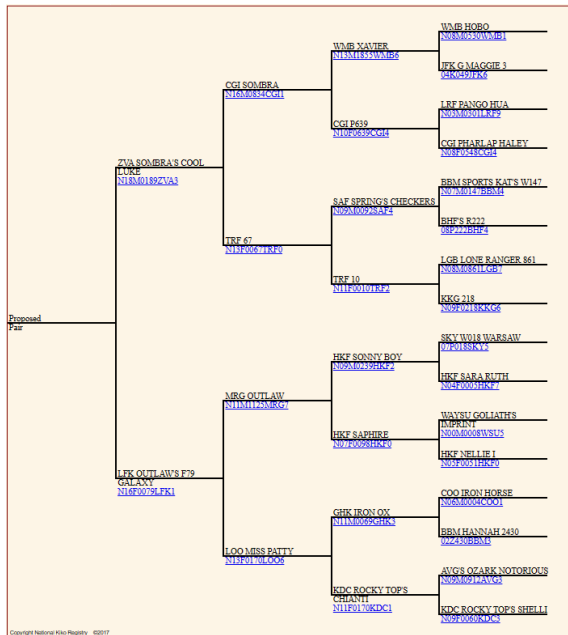 WMB HOBO
N08M0530WMB1
WMB XAVIER
N13M1855WMB6
JFK G MAGGIE 3
04K049JFK6
CGI SOMBRA
N16M0834CGI1
LRF PANGO HUA
N03M0301LRF9
CGI P639
N10F0639CGI4
CGI PHARLAP HALEY
N08F0548CGI4
ZVA SOMBRA'S COOL
LUKE
N18M0189ZVA3
BBM SPORTS KAT'S W147
N07M0147BBM4
SAF SPRING'S CHECKERS
N09M0092SAF4
BHF'S R222
08P222BHF4
TRF 67
N13F0067TRF0
LGB LONE RANGER 861
N08M0861LGB7
TRF 10
N11F0010TRF2
KKG 218
N09F0218KKG6
Proposed
Pair
SKY W018 WARSAW
07P018SKY5
HKF SONNY BOY
N09M0239HKF2
HKF SARA RUTH
N04F0005HKF7
MRG OUTLAW
N11M1125MRG7
WAYSU GOLIATH'S
IMPRINT
N00M0008WSU5
HKF SAPHIRE
N07F0098HKF0
HKF NELLIE I
N05F0051HKF0
LFK OUTLAW'S F79
GALAXY
N16F0079LFK1
COO IRON HORSE
N06M0004COO1
GHK IRON OX
N11M0069GHK3
BBM HANNAH 2430
02Z430BBM3
LOO MISS PATTY
N13F0170LOO6
AVG'S OZARK NOTORIOUS
N09M0912AVG3
KDC ROCKY TOP'S
CHIANTI
N11F0170KDC1
KDC ROCKY TOP'S SHELLI
N09F0060KDC3
Copyright National Kiko Registry ©2017